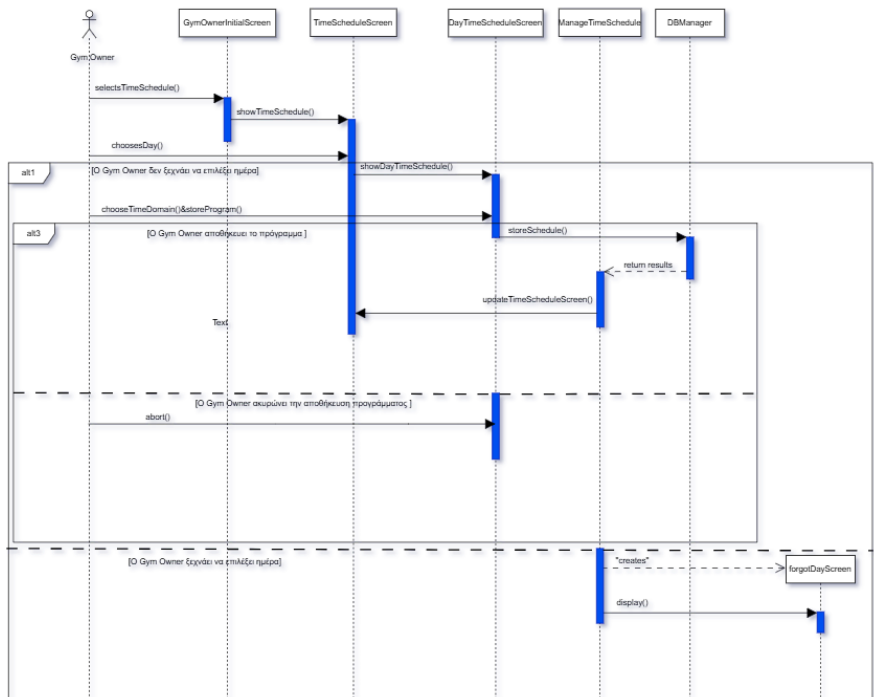 GymOwnerInitialScreen
TimeScheduleScreen
DayTimeScheduleScreen
ManageTimeSchedule
DBManager
Gym Owner
selectsTimeSchedule()
showTimeSchedule()
choosesDay()
alt1
[Ο Gym Owner δεν ξεχνάει να επιλέξει ημέρα]
showDayTimeSchedule()
chooseTimeDomain()&storeProgram()
alt3
[Ο Gym Owner αποθήκευει το πρόγραμμα ]
storeSchedule()
return results
updateTimeScheduleScreen()
Text
[Ο Gym Owner ακυρώνει την αποθήκευση προγράμματος ]
abort()
[Ο Gym Owner ξεχνάει να επιλέξει ημέρα]
"creates"
forgotDayScreen
display()